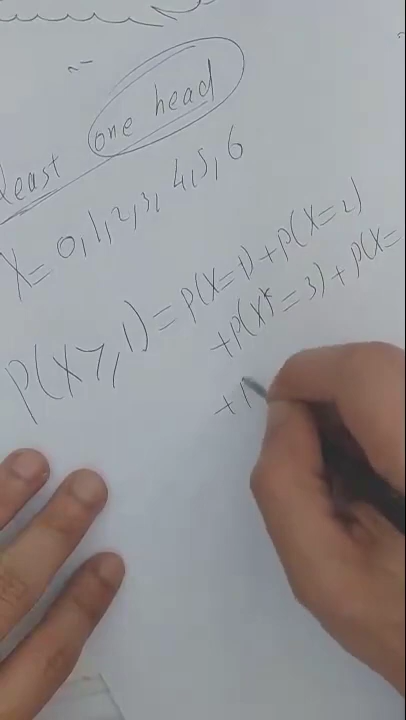 least one head
X = 0, 1, 2, 3, 4, 5, 6
P(X ≥ 1) = P(X=1) + P(X=2)
+ P(X = 3) + P(X=
+